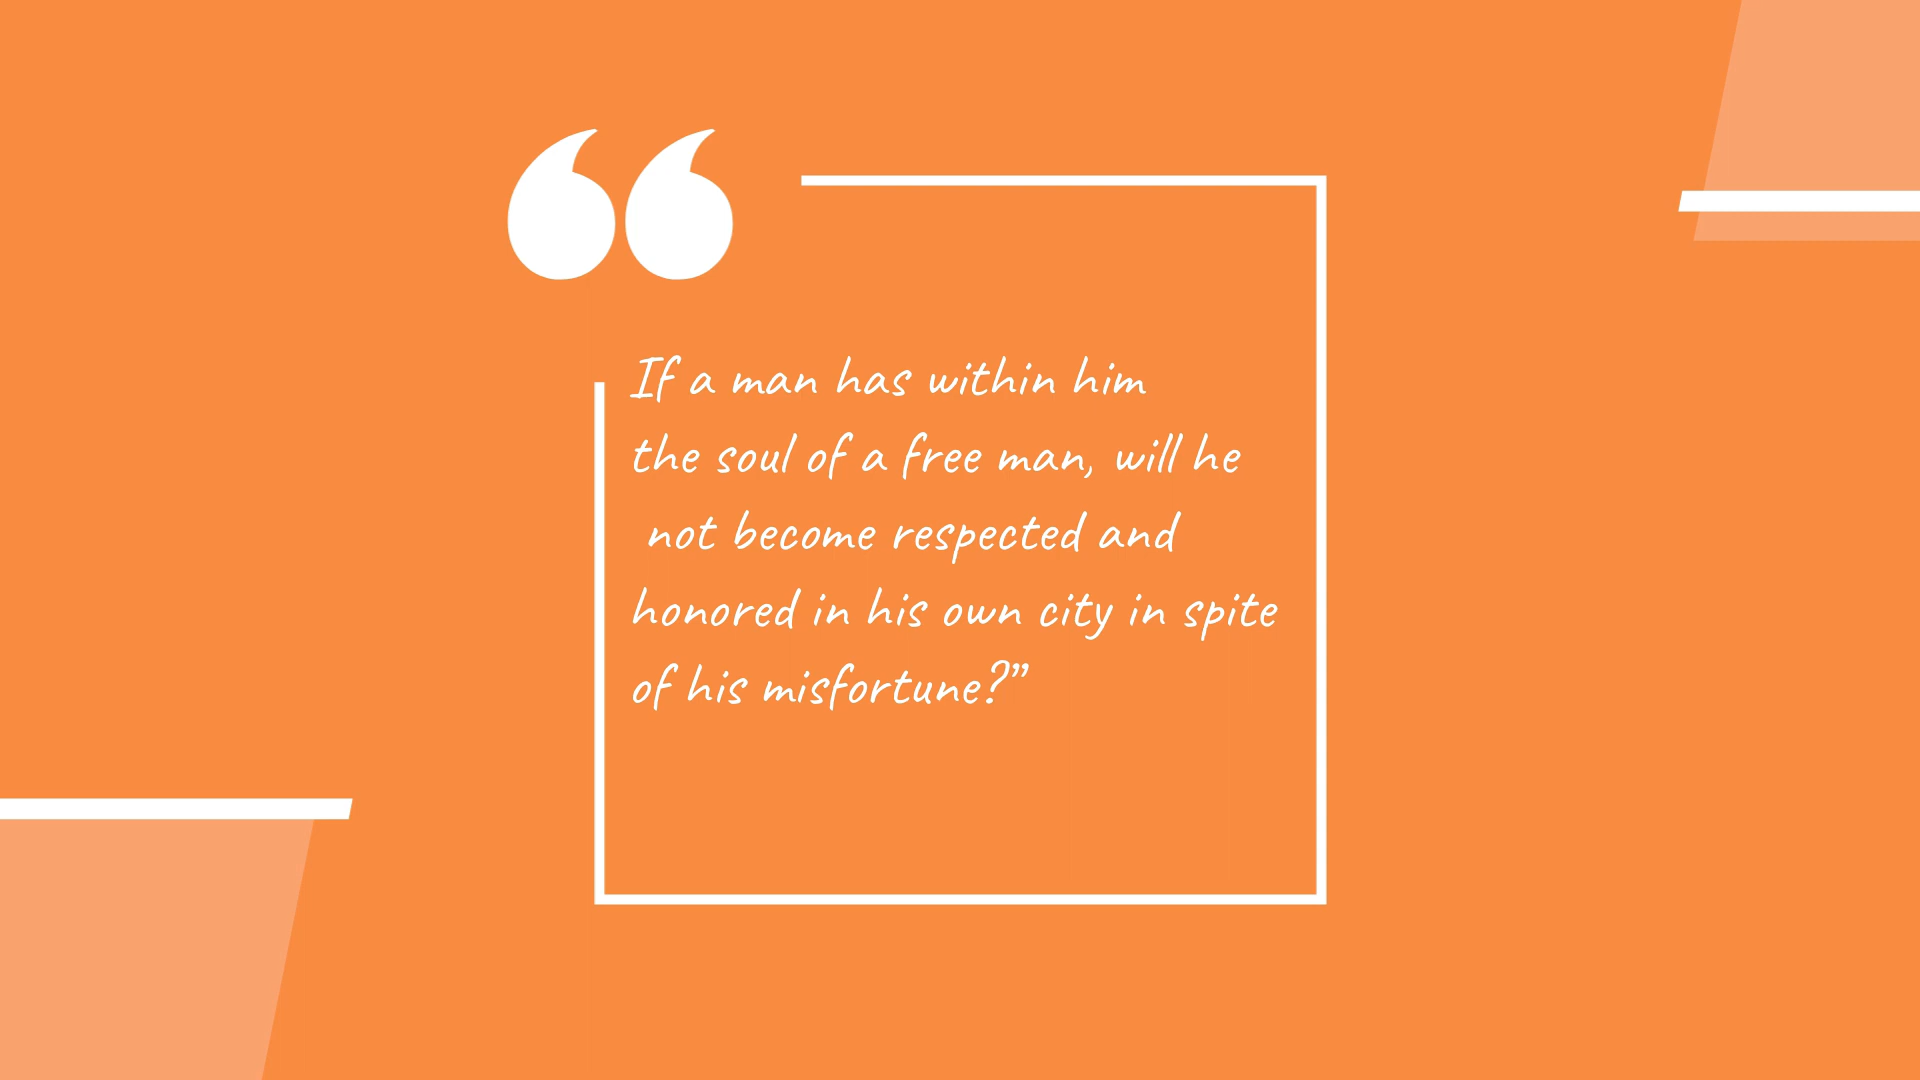 If a man has within him
the soul of a free man, will he
not become respected and
honored in his own city in spite
of his misfortune?”